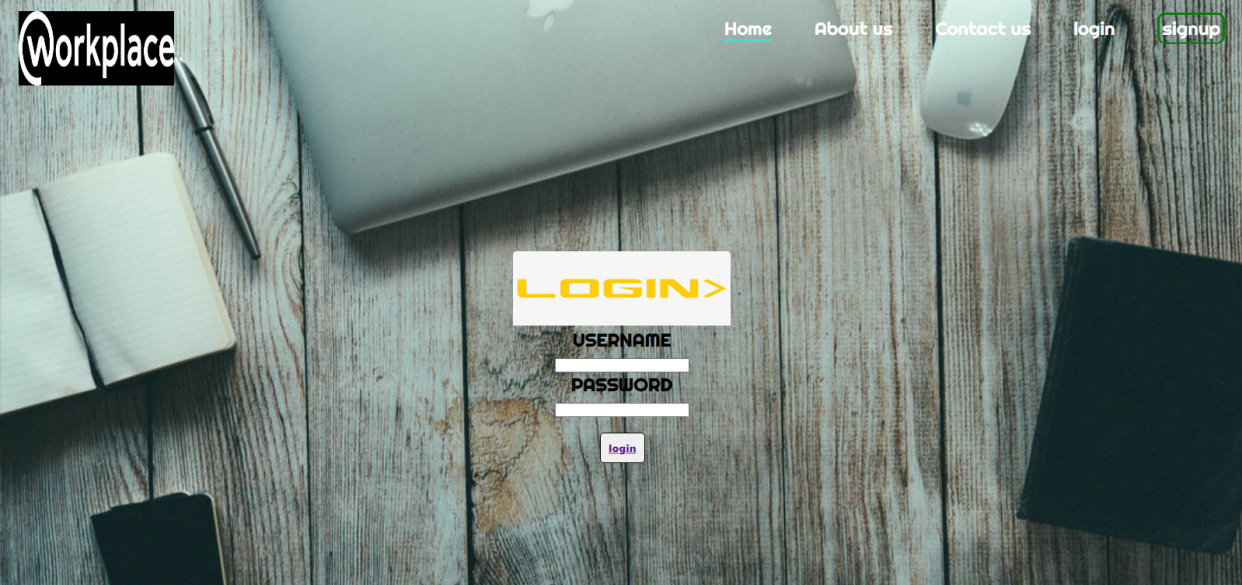 @workplace
Home About us Contact us login signup
LOGIN>
USERNAME
PASSWORD
login